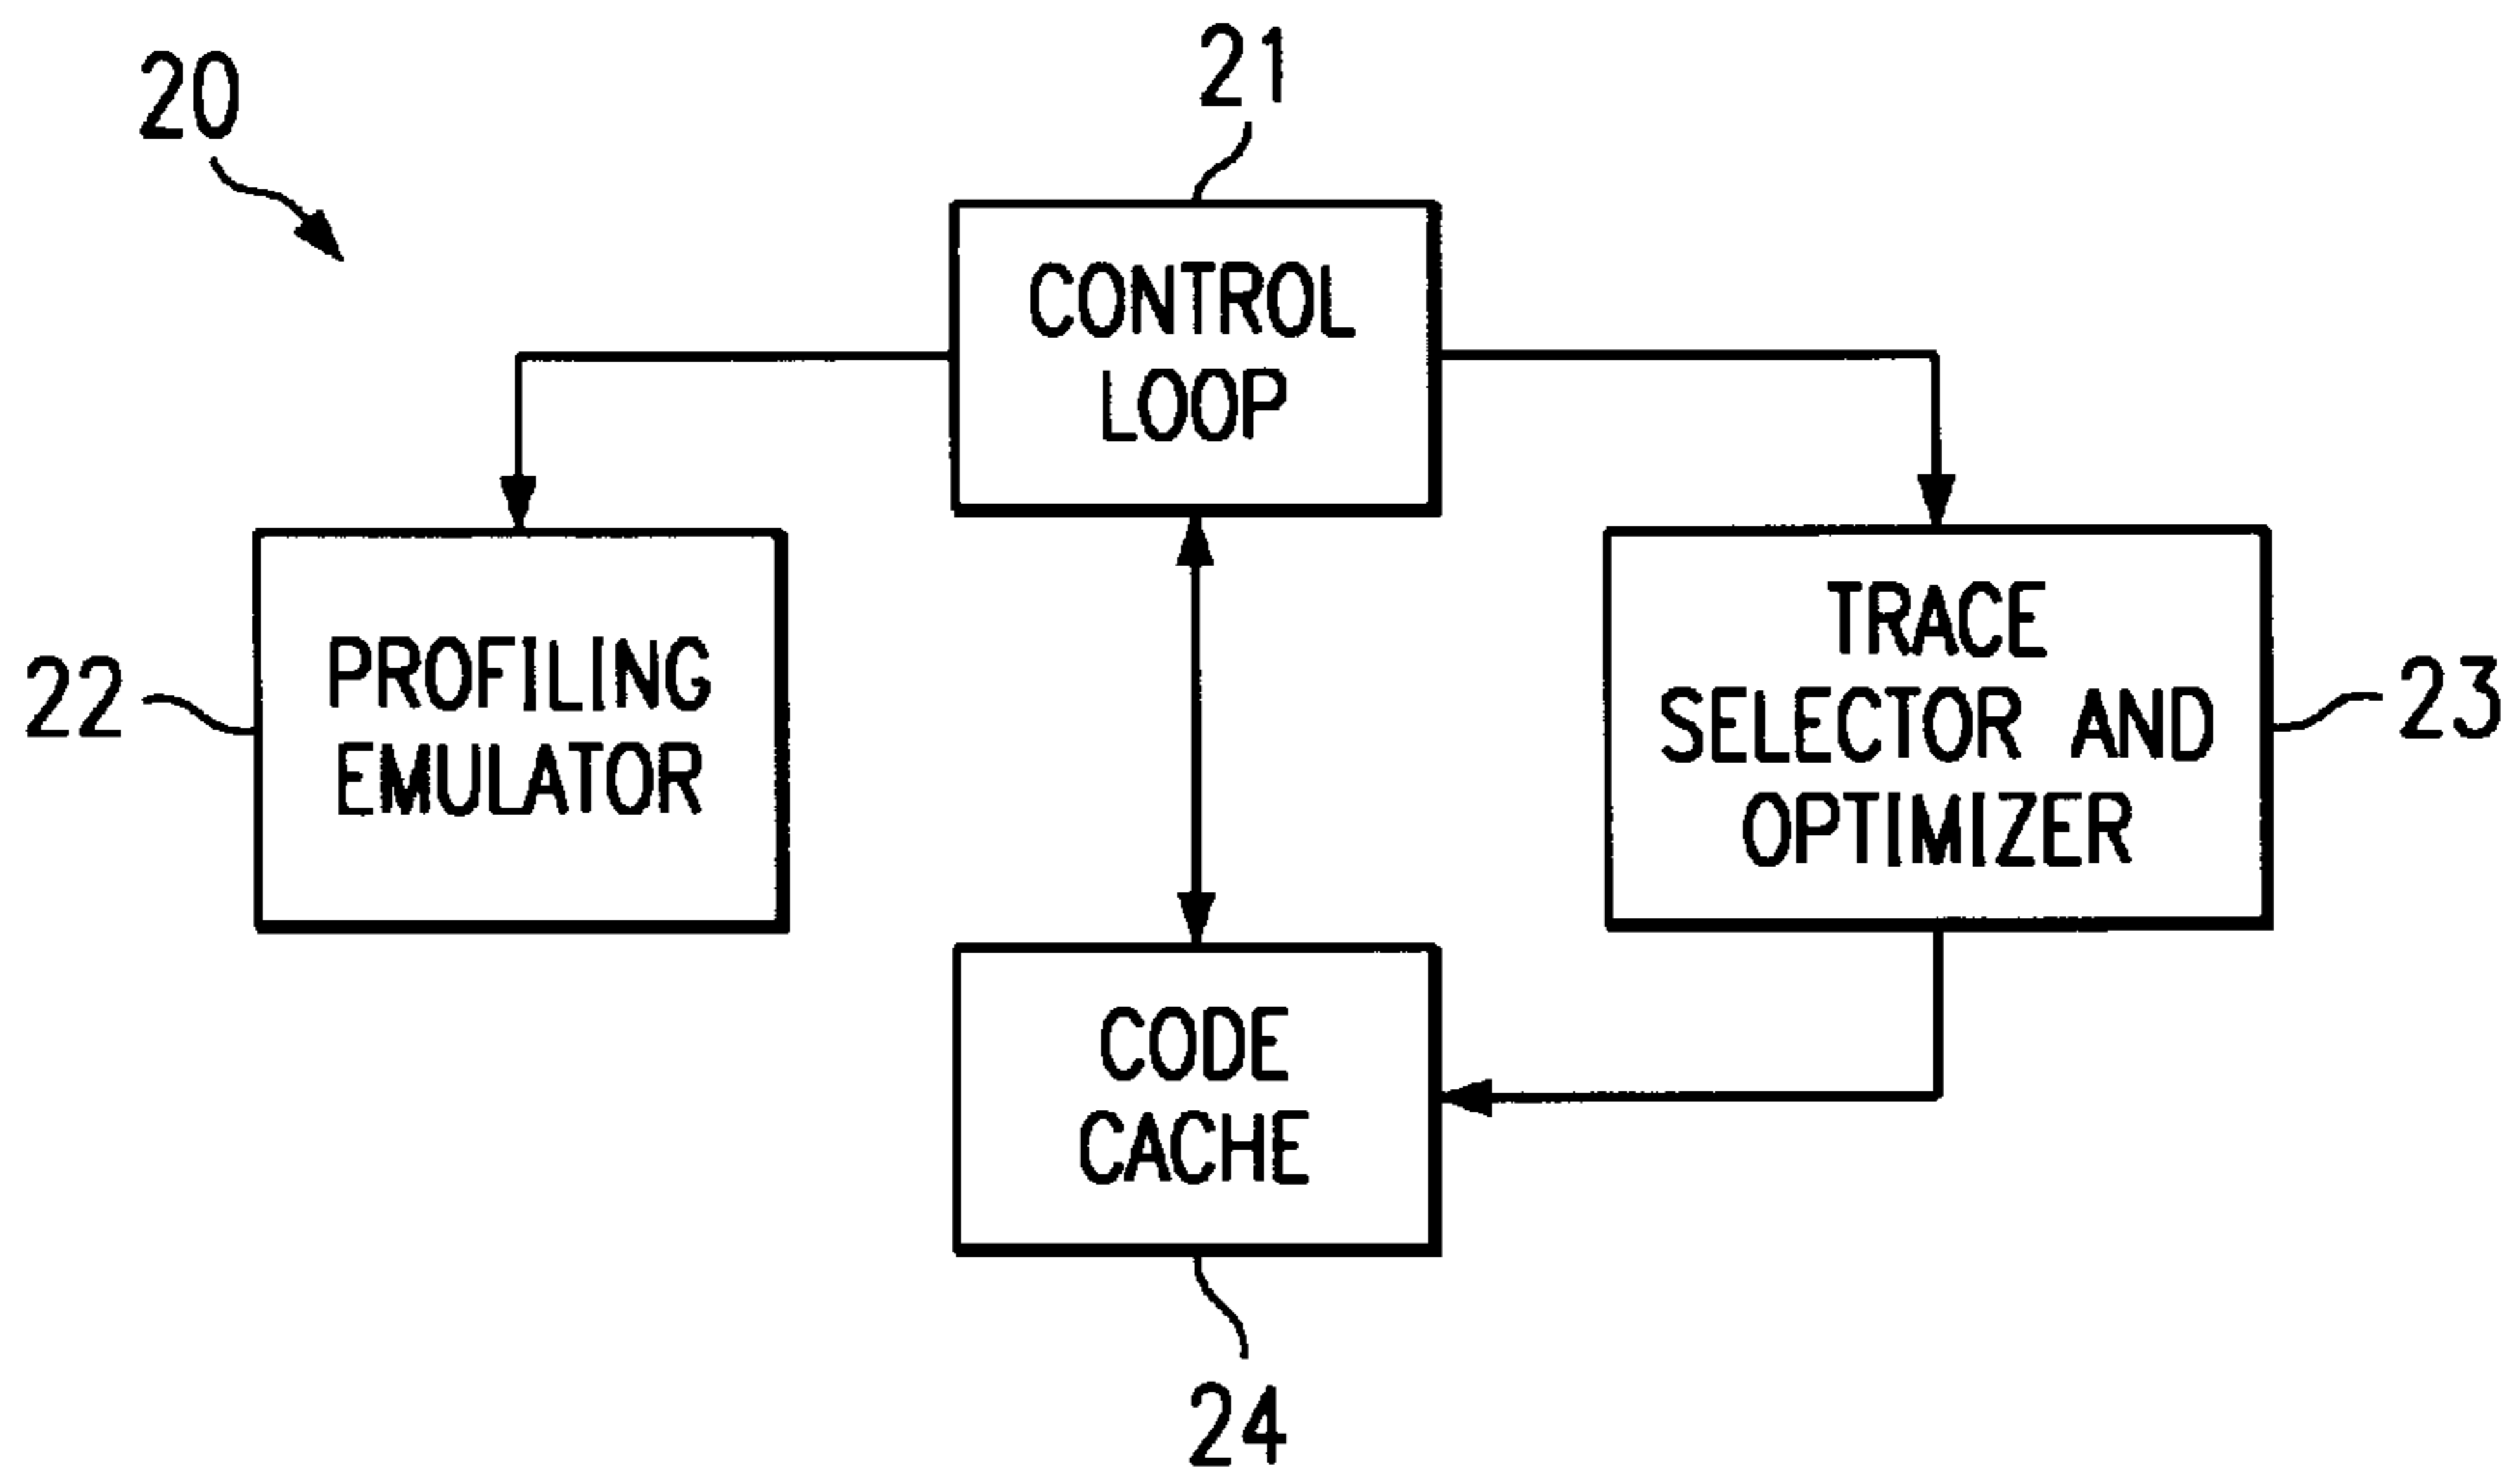 20
21
CONTROL
LOOP
22
PROFILING
EMULATOR
TRACE
SELECTOR AND
OPTIMIZER
23
CODE
CACHE
24